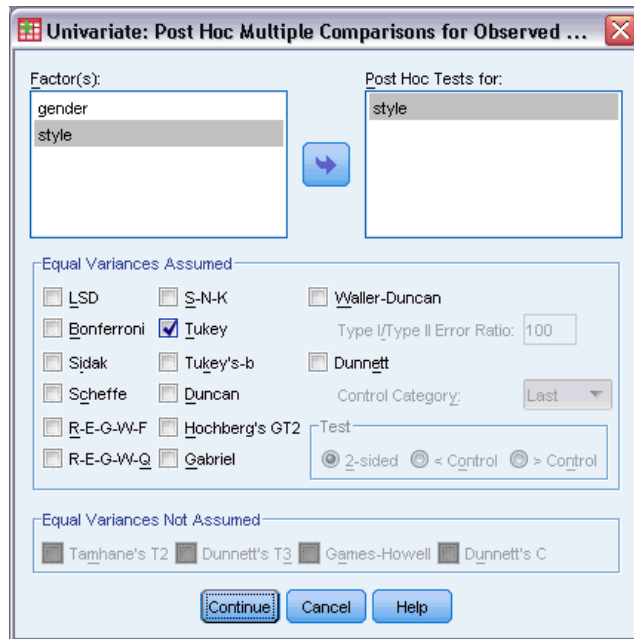 Univariate: Post Hoc Multiple Comparisons for Observed ...
Factor(s):
gender
style
Post Hoc Tests for:
style
Equal Variances Assumed
LSD S-N-K Waller-Duncan
Bonferroni Tukey Type I/Type II Error Ratio: 100
Sidak Tukey's-b Dunnett
Scheffe Duncan Control Category: Last
R-E-G-W-F Hochberg's GT2 Test
R-E-G-W-Q Gabriel 2-sided < Control > Control
Equal Variances Not Assumed
Tamhane's T2 Dunnett's T3 Games-Howell Dunnett's C
Continue Cancel Help